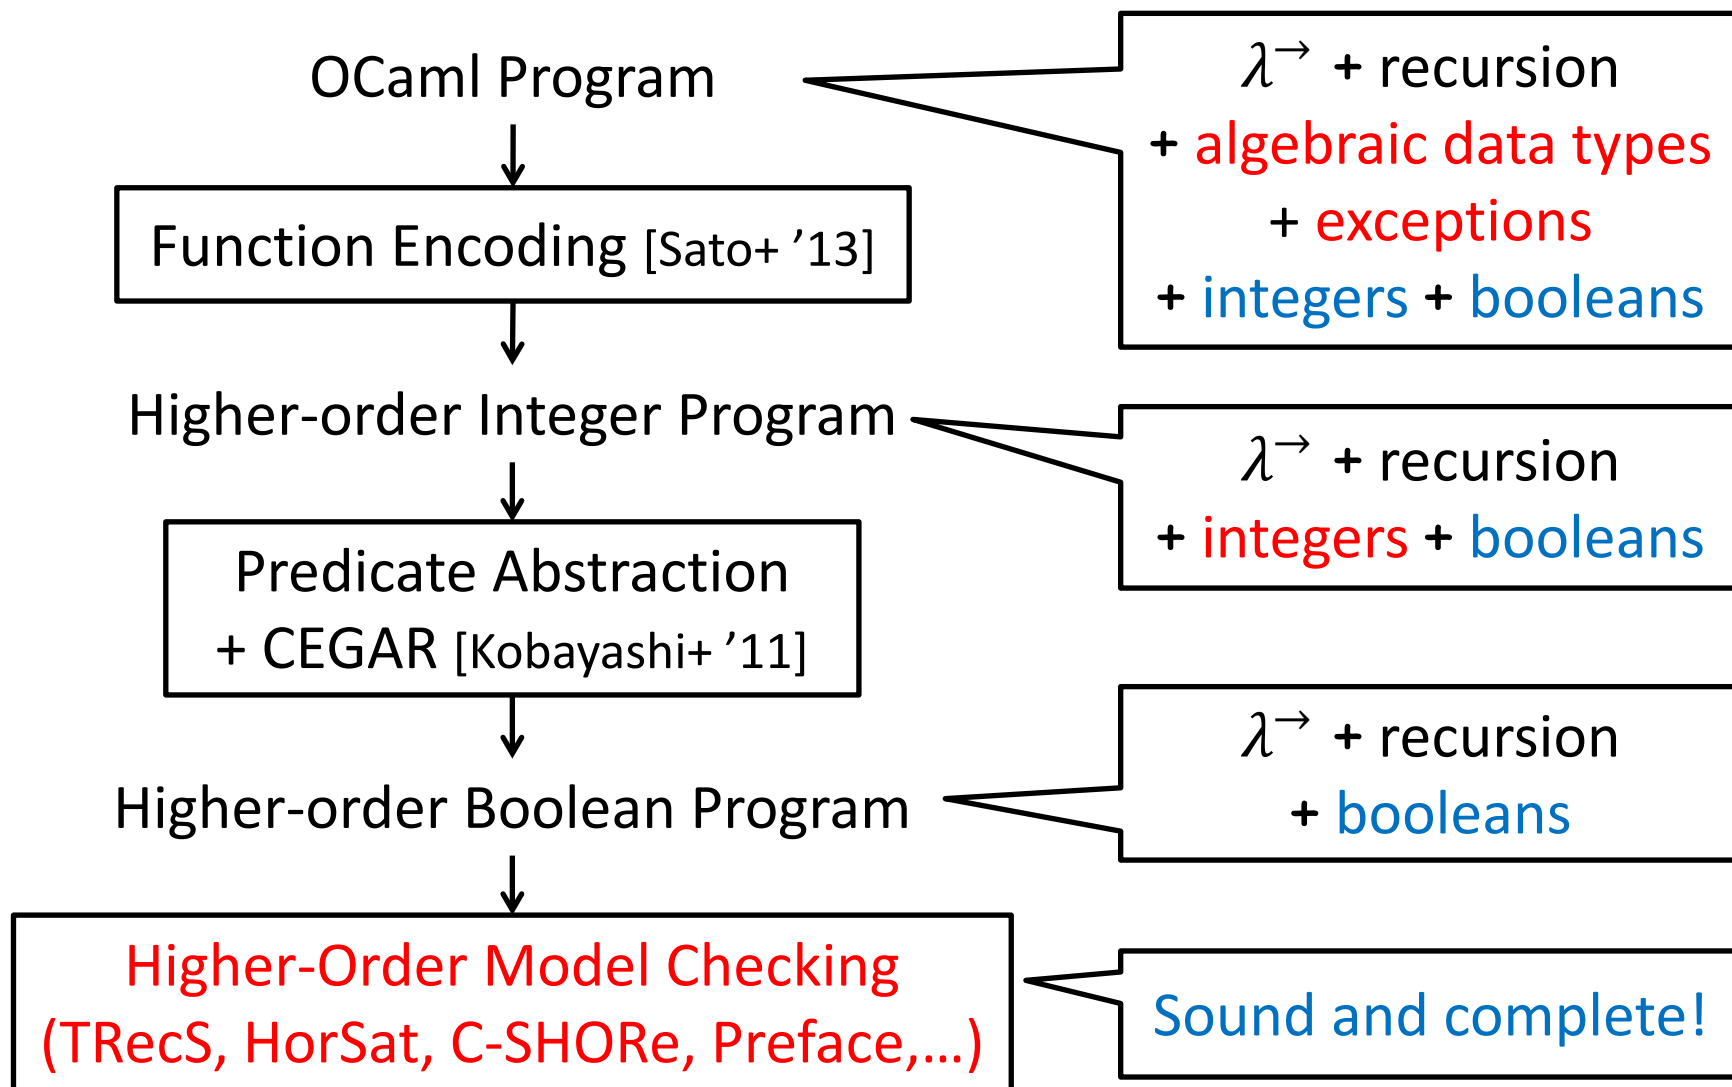 OCaml Program
λ→ + recursion
+ algebraic data types
+ exceptions
+ integers + booleans
Function Encoding [Sato+ ’13]
Higher-order Integer Program
λ→ + recursion
+ integers + booleans
Predicate Abstraction
+ CEGAR [Kobayashi+ ’11]
Higher-order Boolean Program
λ→ + recursion
+ booleans
Higher-Order Model Checking
(TRecS, HorSat, C-SHORe, Preface,…)
Sound and complete!